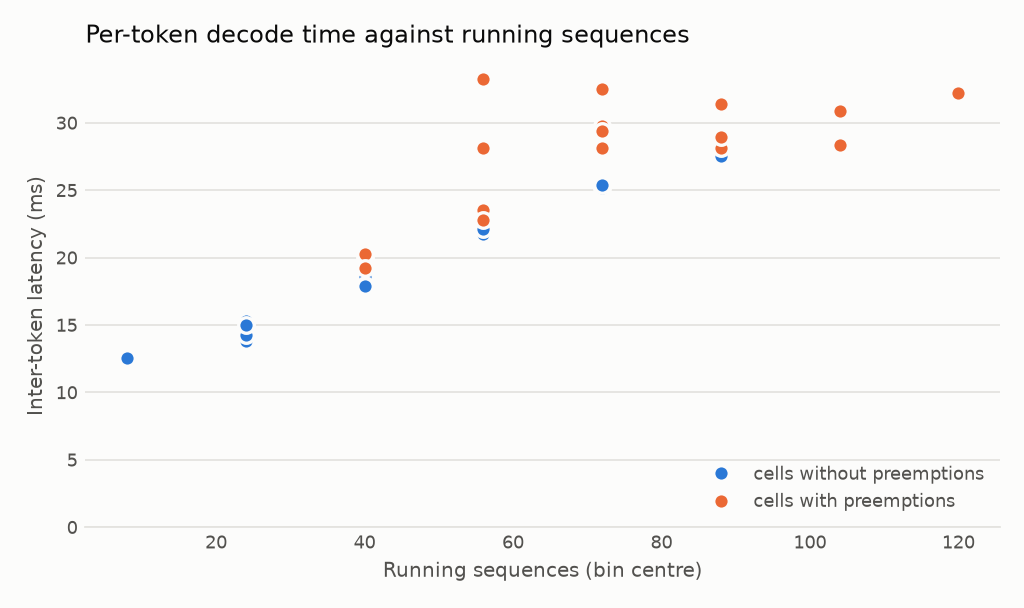 Per-token decode time against running sequences
Inter-token latency (ms)
30
25
20
15
10
5
0
cells without preemptions
cells with preemptions
20
40
60
80
100
120
Running sequences (bin centre)